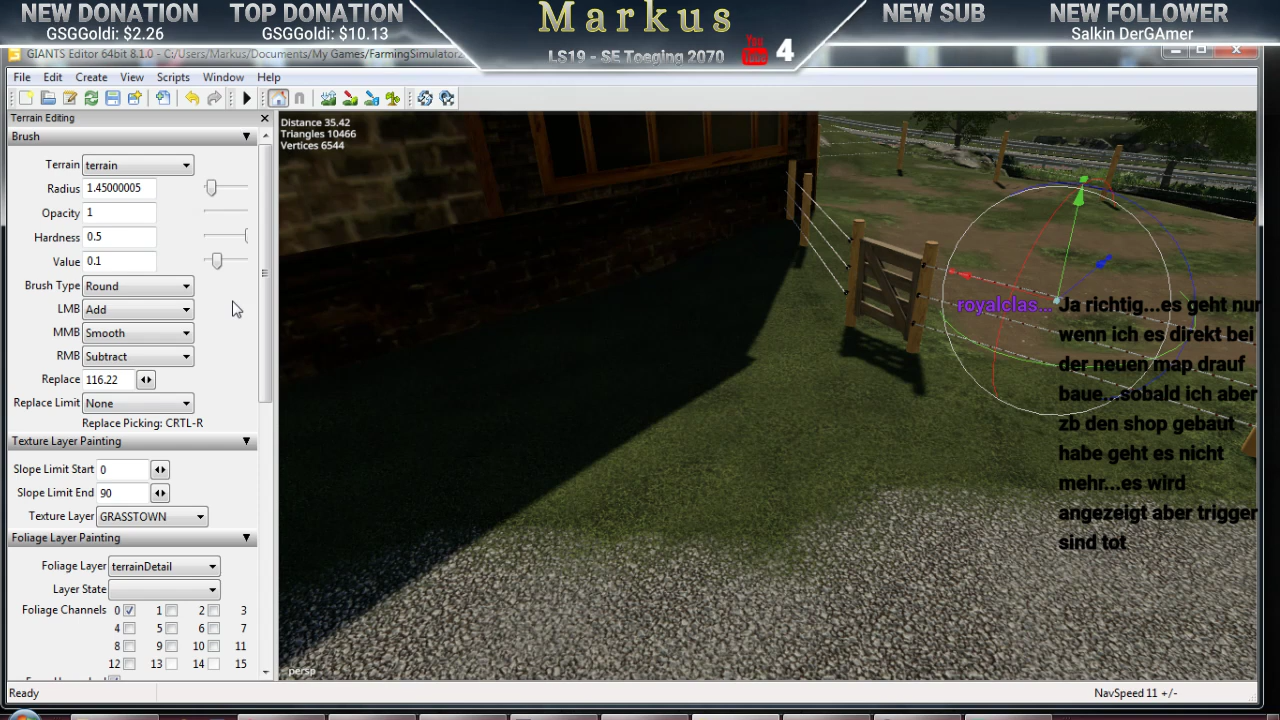 NEW DONATION
GSGGoldi: $2.26
TOP DONATION
GSGGoldi: $10.13
Markus
LS19 - SE Toeging 2070
You
Tube
4
NEW SUB
NEW FOLLOWER
Salkin DerGAmer
GIANTS Editor 64bit 8.1.0 - C:/Users/Markus/Documents/My Games/FarmingSimulator2
File Edit Create View Scripts Window Help
Terrain Editing
Brush
Terrain terrain
Radius 1.45000005
Opacity 1
Hardness 0.5
Value 0.1
Brush Type Round
LMB Add
MMB Smooth
RMB Subtract
Replace 116.22
Replace Limit None
Replace Picking: CRTL-R
Texture Layer Painting
Slope Limit Start 0
Slope Limit End 90
Texture Layer GRASSTOWN
Foliage Layer Painting
Foliage Layer terrainDetail
Layer State
Foliage Channels 0 1 2 3
4 5 6 7
8 9 10 11
12 13 14 15
Distance 35.42
Triangles 10466
Vertices 6544
royalclas... Ja richtig...es geht nur
wenn ich es direkt bei
der neuen map drauf
baue...sobald ich aber
zb den shop gebaut
habe geht es nicht
mehr...es wird
angezeigt aber trigger
sind tot
persp
Ready
NavSpeed 11 +/-